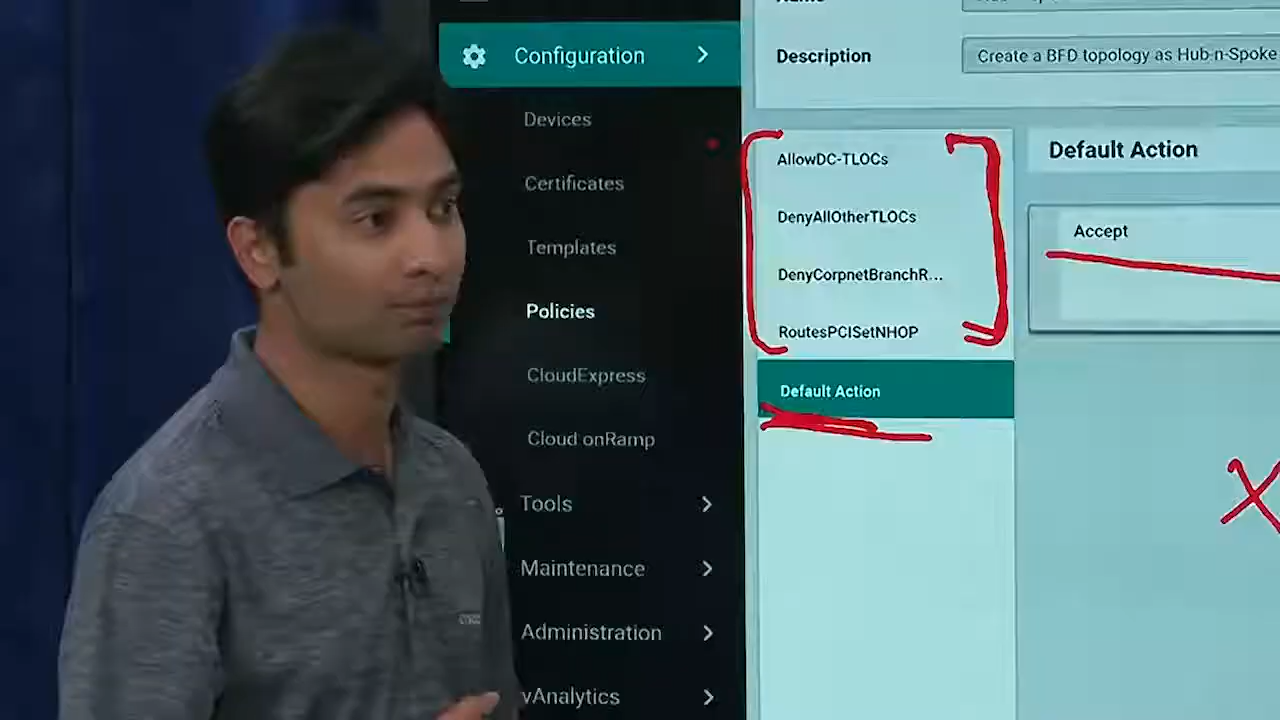 Configuration
Devices
Certificates
Templates
Policies
CloudExpress
Cloud onRamp
Tools
Maintenance
Administration
vAnalytics
Description
Create a BFD topology as Hub-n-Spoke
AllowDC-TLOCs
DenyAllOtherTLOCs
DenyCorpnetBranchR...
RoutesPCISetNHOP
Default Action
Default Action
Accept
X